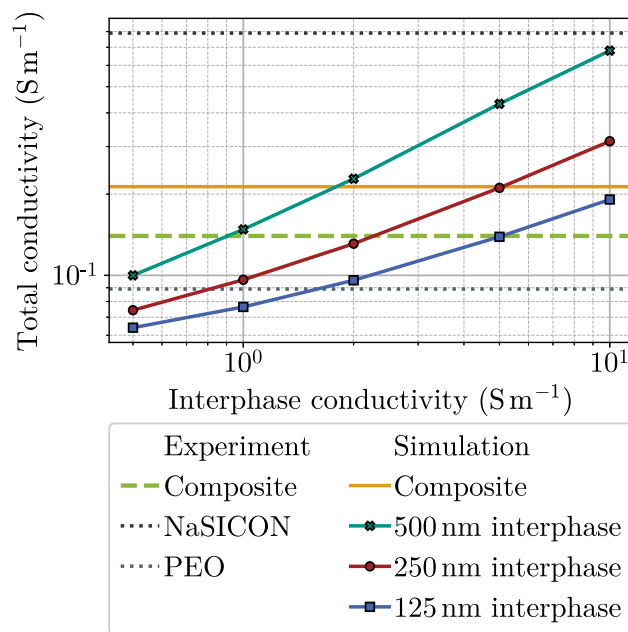 Total conductivity (S m⁻¹)
10⁻¹
10⁰
10¹
Interphase conductivity (S m⁻¹)
Experiment
Composite
NaSICON
PEO
Simulation
Composite
500 nm interphase
250 nm interphase
125 nm interphase